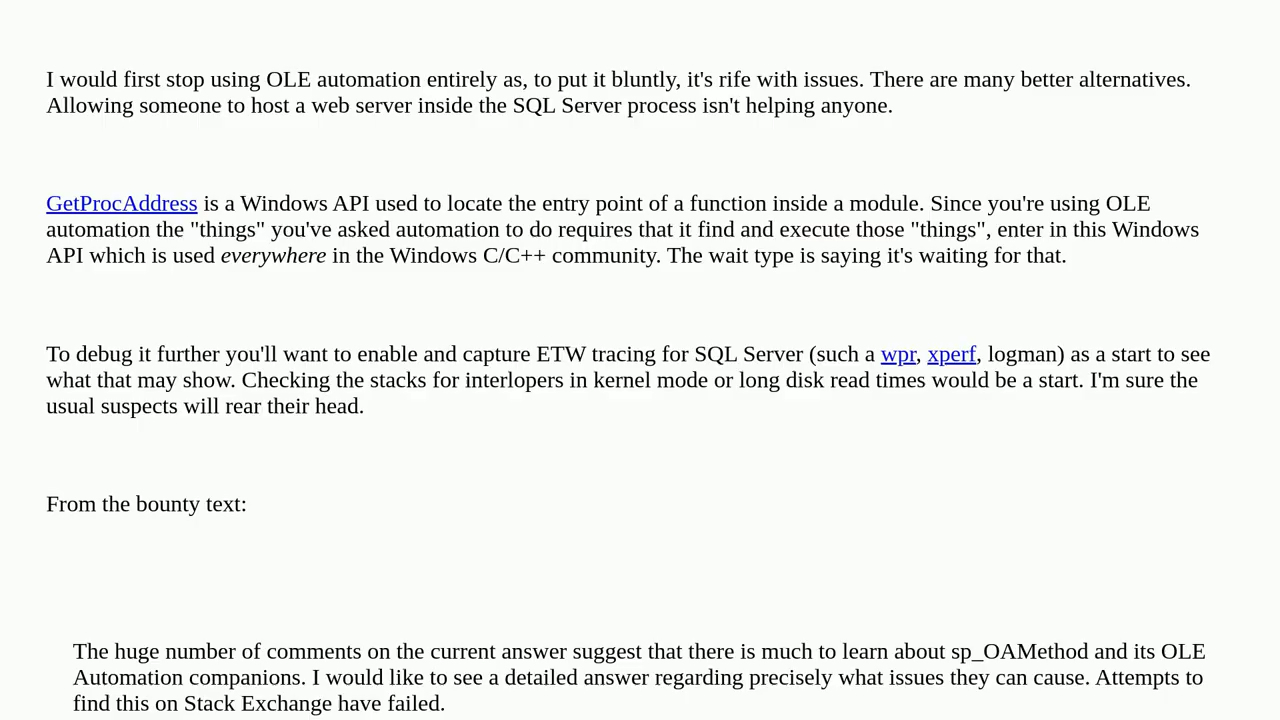 I would first stop using OLE automation entirely as, to put it bluntly, it's rife with issues. There are many better alternatives.
Allowing someone to host a web server inside the SQL Server process isn't helping anyone.
GetProcAddress is a Windows API used to locate the entry point of a function inside a module. Since you're using OLE
automation the "things" you've asked automation to do requires that it find and execute those "things", enter in this Windows
API which is used everywhere in the Windows C/C++ community. The wait type is saying it's waiting for that.
To debug it further you'll want to enable and capture ETW tracing for SQL Server (such a wpr, xperf, logman) as a start to see
what that may show. Checking the stacks for interlopers in kernel mode or long disk read times would be a start. I'm sure the
usual suspects will rear their head.
From the bounty text:
The huge number of comments on the current answer suggest that there is much to learn about sp_OAMethod and its OLE
Automation companions. I would like to see a detailed answer regarding precisely what issues they can cause. Attempts to
find this on Stack Exchange have failed.